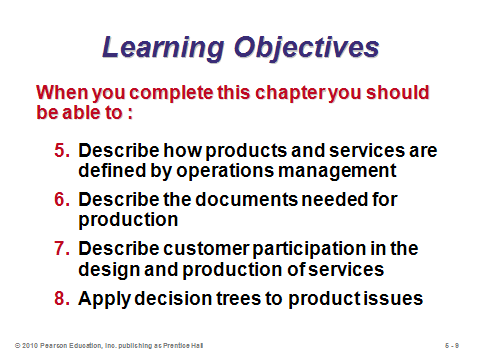 Learning Objectives
When you complete this chapter you should
be able to :
5. Describe how products and services are
defined by operations management
6. Describe the documents needed for
production
7. Describe customer participation in the
design and production of services
8. Apply decision trees to product issues
© 2010 Pearson Education, Inc. publishing as Prentice Hall
5 - 9